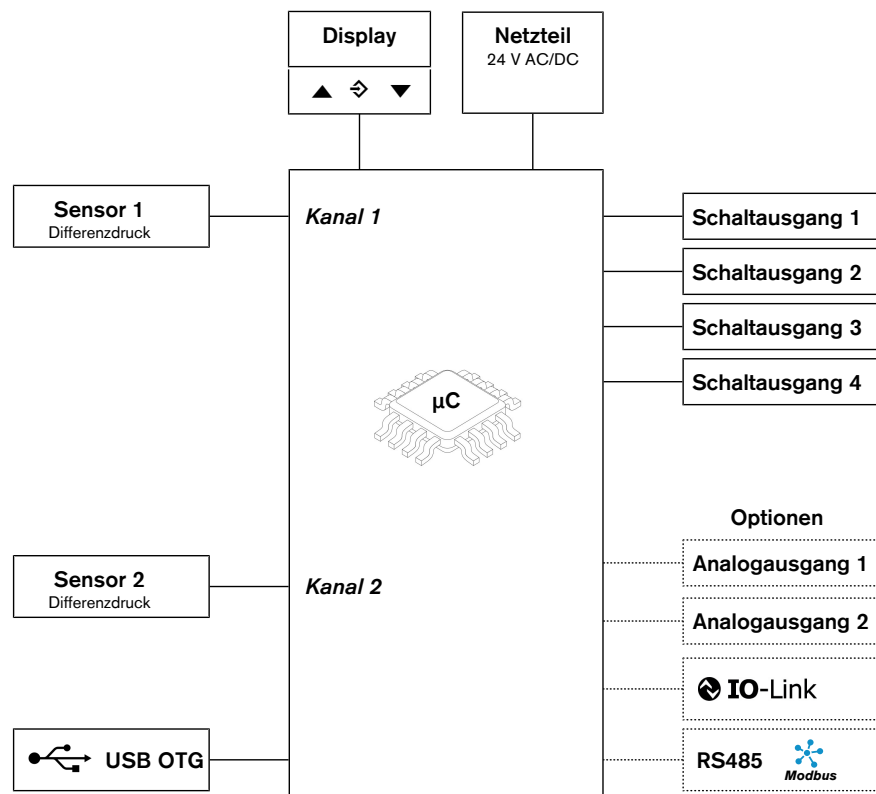 Display
Netzteil
24 V AC/DC
Sensor 1
Differenzdruck
Kanal 1
Schaltausgang 1
Schaltausgang 2
Schaltausgang 3
Schaltausgang 4
µC
Optionen
Analogausgang 1
Sensor 2
Differenzdruck
Kanal 2
Analogausgang 2
IO-Link
USB OTG
RS485
Modbus